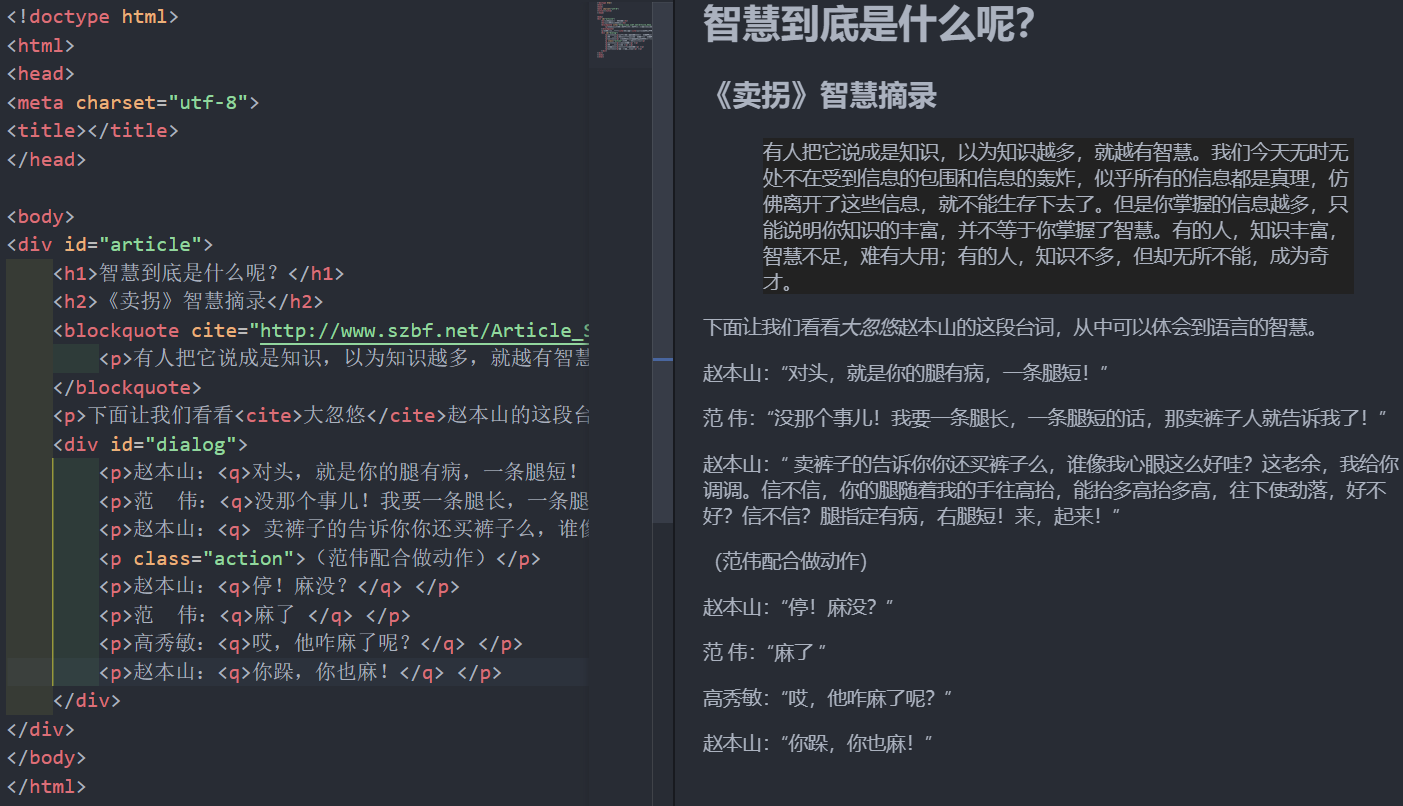 <!doctype html>
<html>
<head>
<meta charset="utf-8">
<title></title>
</head>
<body>
<div id="article">
<h1>智慧到底是什么呢？</h1>
<h2>《卖拐》智慧摘录</h2>
<blockquote cite="http://www.szbf.net/Article_
<p>有人把它说成是知识，以为知识越多，就越有智慧
</blockquote>
<p>下面让我们看看<cite>大忽悠</cite>赵本山的这段台
<div id="dialog">
<p>赵本山：<q>对头，就是你的腿有病，一条腿短！
<p>范　伟：<q>没那个事儿！我要一条腿长，一条腿
<p>赵本山：<q> 卖裤子的告诉你你还买裤子么，谁像
<p class="action">（范伟配合做动作）</p>
<p>赵本山：<q>停！麻没？</q> </p>
<p>范　伟：<q>麻了 </q> </p>
<p>高秀敏：<q>哎，他咋麻了呢？</q> </p>
<p>赵本山：<q>你跺，你也麻！</q> </p>
</div>
</div>
</body>
</html>
智慧到底是什么呢？
《卖拐》智慧摘录
有人把它说成是知识，以为知识越多，就越有智慧。我们今天无时无
处不在受到信息的包围和信息的轰炸，似乎所有的信息都是真理，仿
佛离开了这些信息，就不能生存下去了。但是你掌握的信息越多，只
能说明你知识的丰富，并不等于你掌握了智慧。有的人，知识丰富，
智慧不足，难有大用；有的人，知识不多，但却无所不能，成为奇
才。
下面让我们看看大忽悠赵本山的这段台词，从中可以体会到语言的智慧。
赵本山：“对头，就是你的腿有病，一条腿短！”
范 伟：“没那个事儿！我要一条腿长，一条腿短的话，那卖裤子人就告诉我了！”
赵本山：“ 卖裤子的告诉你你还买裤子么，谁像我心眼这么好哇？这老余，我给你
调调。信不信，你的腿随着我的手往高抬，能抬多高抬多高，往下使劲落，好不
好？信不信？腿指定有病，右腿短！来，起来！”
（范伟配合做动作）
赵本山：“停！麻没？”
范 伟：“麻了 ”
高秀敏：“哎，他咋麻了呢？”
赵本山：“你跺，你也麻！”